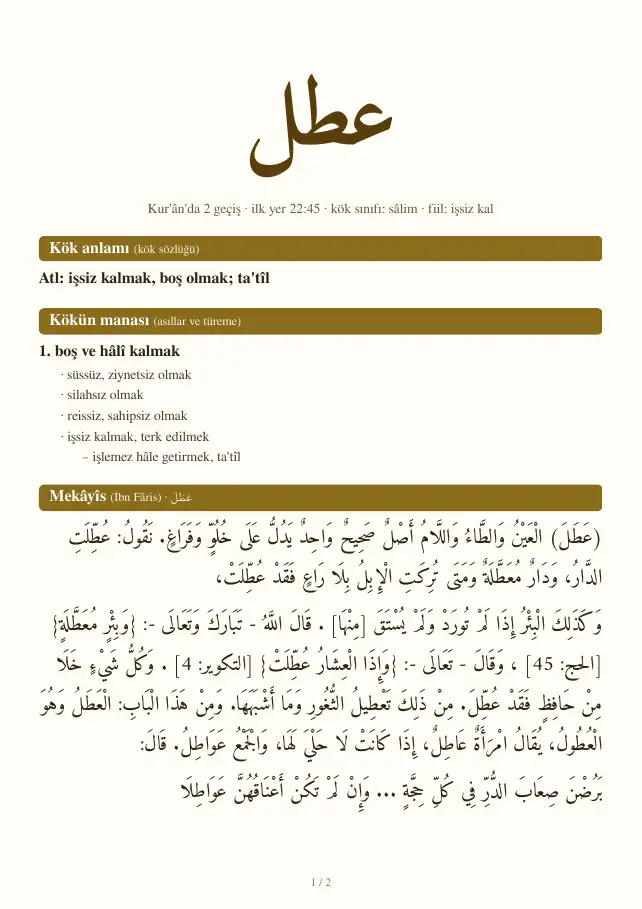 عطل
Kur'ân'da 2 geçiş · ilk yer 22:45 · kök sınıfı: sâlim · fiil: işsiz kal
Kök anlamı (kök sözlüğü)
Atl: işsiz kalmak, boş olmak; ta'tîl
Kökün manası (asıllar ve türeme)
1. boş ve hâlî kalmak
· süssüz, ziynetsiz olmak
· silahsız olmak
· reissiz, sahipsiz olmak
· işsiz kalmak, terk edilmek
– işlemez hâle getirmek, ta'tîl
Mekâyîs (İbn Fâris) · عَطَلَ
(عَطَلَ) الْعَيْنُ وَالطَّاءُ وَاللَّامُ أَصْلٌ صَحِيحٌ وَاحِدٌ يَدُلُّ عَلَى خُلُوٍّ وَفَرَاغٍ. نَقُولُ: عُطِّلَتِ
الدَّارُ، وَدَارٌ مُعَطَّلَةٌ وَمَتَى تُرِكَتِ الْإِبِلُ بِلَا رَاعٍ فَقَدْ عُطِّلَتْ،
وَكَذَلِكَ الْبِئْرُ إِذَا لَمْ تُورَدْ وَلَمْ يُسْتَقَ [مِنْهَا] . قَالَ اللَّهُ - تَبَارَكَ وَتَعَالَى -: {وَبِئْرٍ مُعَطَّلَةٍ}
[الحج: 45] ، وَقَالَ - تَعَالَى -: {وَإِذَا الْعِشَارُ عُطِّلَتْ} [التكوير: 4] . وَكُلُّ شَيْءٍ خَلَا
مِنْ حَافِظٍ فَقَدْ عُطِّلَ. مِنْ ذَلِكَ تَعْطِيلُ الثُّغُورِ وَمَا أَشْبَهَهَا. وَمِنْ هَذَا الْبَابِ: الْعَطَلُ وَهُوَ
الْعُطُولُ، يُقَالُ امْرَأَةٌ عَاطِلٌ، إِذَا كَانَتْ لَا حَلْيَ لَهَا، وَالْجَمْعُ عَوَاطِلُ. قَالَ:
يَرُضْنَ صِعَابَ الدُّرِّ فِي كُلِّ حِجَّةٍ ... وَإِنْ لَمْ تَكُنْ أَعْنَاقُهُنَّ عَوَاطِلَا
1 / 2